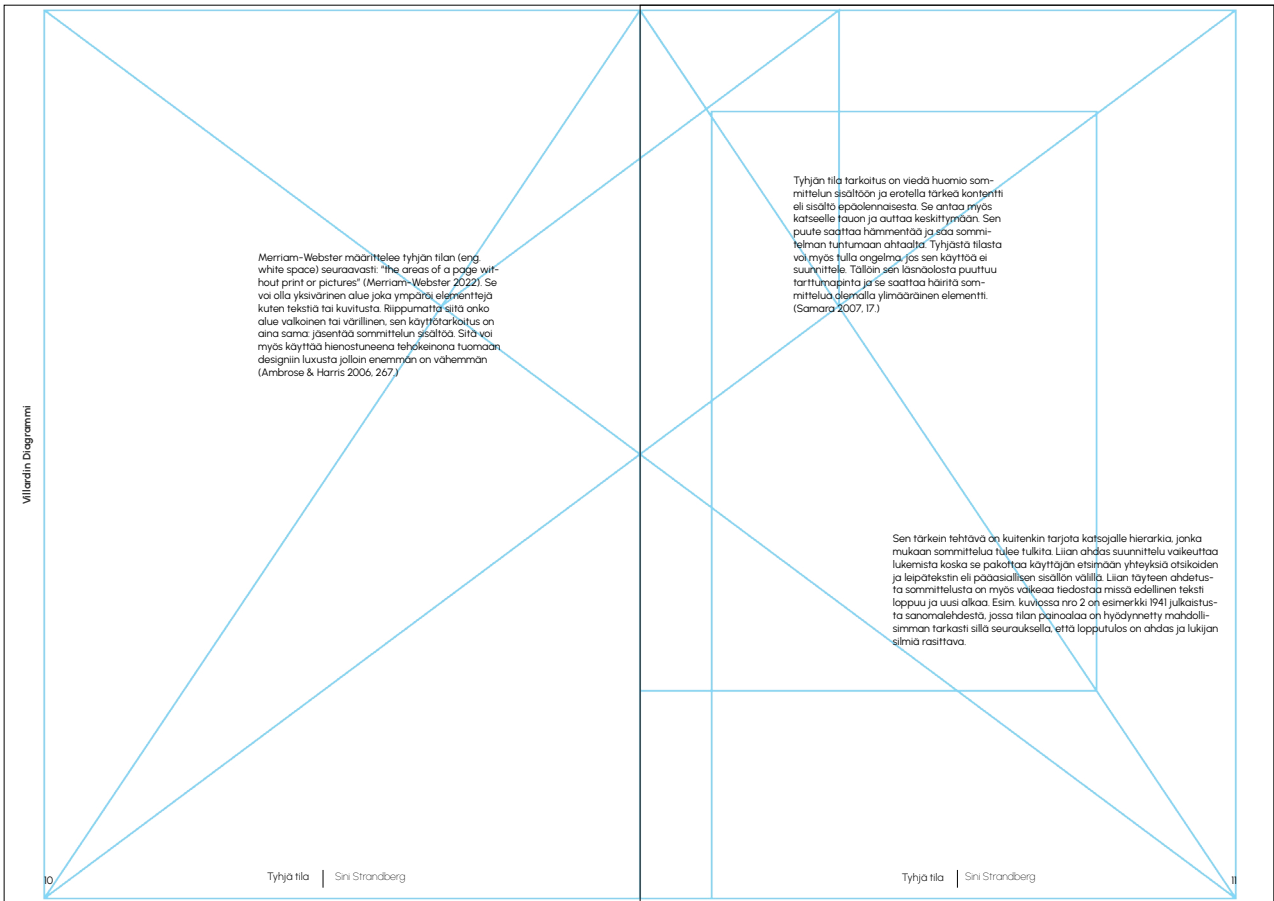 Villardin Diagrammi
Merriam-Webster määrittelee tyhjän tilan (eng.
white space) seuraavasti: "the areas of a page wit-
hout print or pictures" (Merriam-Webster 2022). Se
voi olla yksivärinen alue joka ympäröi elementtejä
kuten tekstiä tai kuvitusta. Riippumatta siitä onko
alue valkoinen tai värillinen, sen käyttötarkoitus on
aina sama: jäsentää sommittelun sisältöä. Sitä voi
myös käyttää hienostuneena tehokeinona tuomaan
designiin luxusta jolloin enemmän on vähemmän
(Ambrose & Harris 2006, 267.)
10
Tyhjä tila | Sini Strandberg
Tyhjän tila tarkoitus on viedä huomio som-
mittelun sisältöön ja erotella tärkeä kontentti
eli sisältö epäolennaisesta. Se antaa myös
katseelle tauon ja auttaa keskittymään. Sen
puute saattaa hämmentää ja saa sommi-
telman tuntumaan ahtaalta. Tyhjästä tilasta
voi myös tulla ongelma, jos sen käyttöä ei
suunnittele. Tällöin sen läsnäolosta puuttuu
tarttumapinta ja se saattaa häiritä som-
mittelua olemalla ylimääräinen elementti.
(Samara 2007, 17.)
Sen tärkein tehtävä on kuitenkin tarjota katsojalle hierarkia, jonka
mukaan sommittelua tulee tulkita. Liian ahdas suunnittelu vaikeuttaa
lukemista koska se pakottaa käyttäjän etsimään yhteyksiä otsikoiden
ja leipätekstin eli pääasiallisen sisällön välillä. Liian täyteen ahdetus-
ta sommittelusta on myös vaikeaa tiedostaa missä edellinen teksti
loppuu ja uusi alkaa. Esim. kuviossa nro 2 on esimerkki 1941 julkaistus-
ta sanomalehdestä, jossa tilan painoalaa on hyödynnetty mahdolli-
simman tarkasti sillä seurauksella, että lopputulos on ahdas ja lukijan
silmiä rasittava.
Tyhjä tila | Sini Strandberg
11